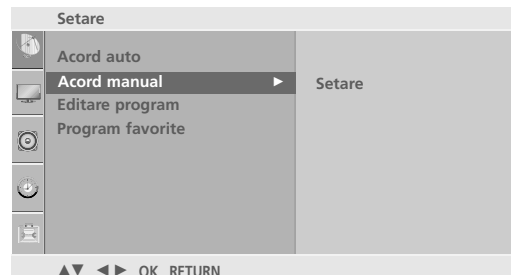 Setare
Acord auto
Acord manual ► Setare
Editare program
Program favorite
▲▼ ◄► OK RETURN